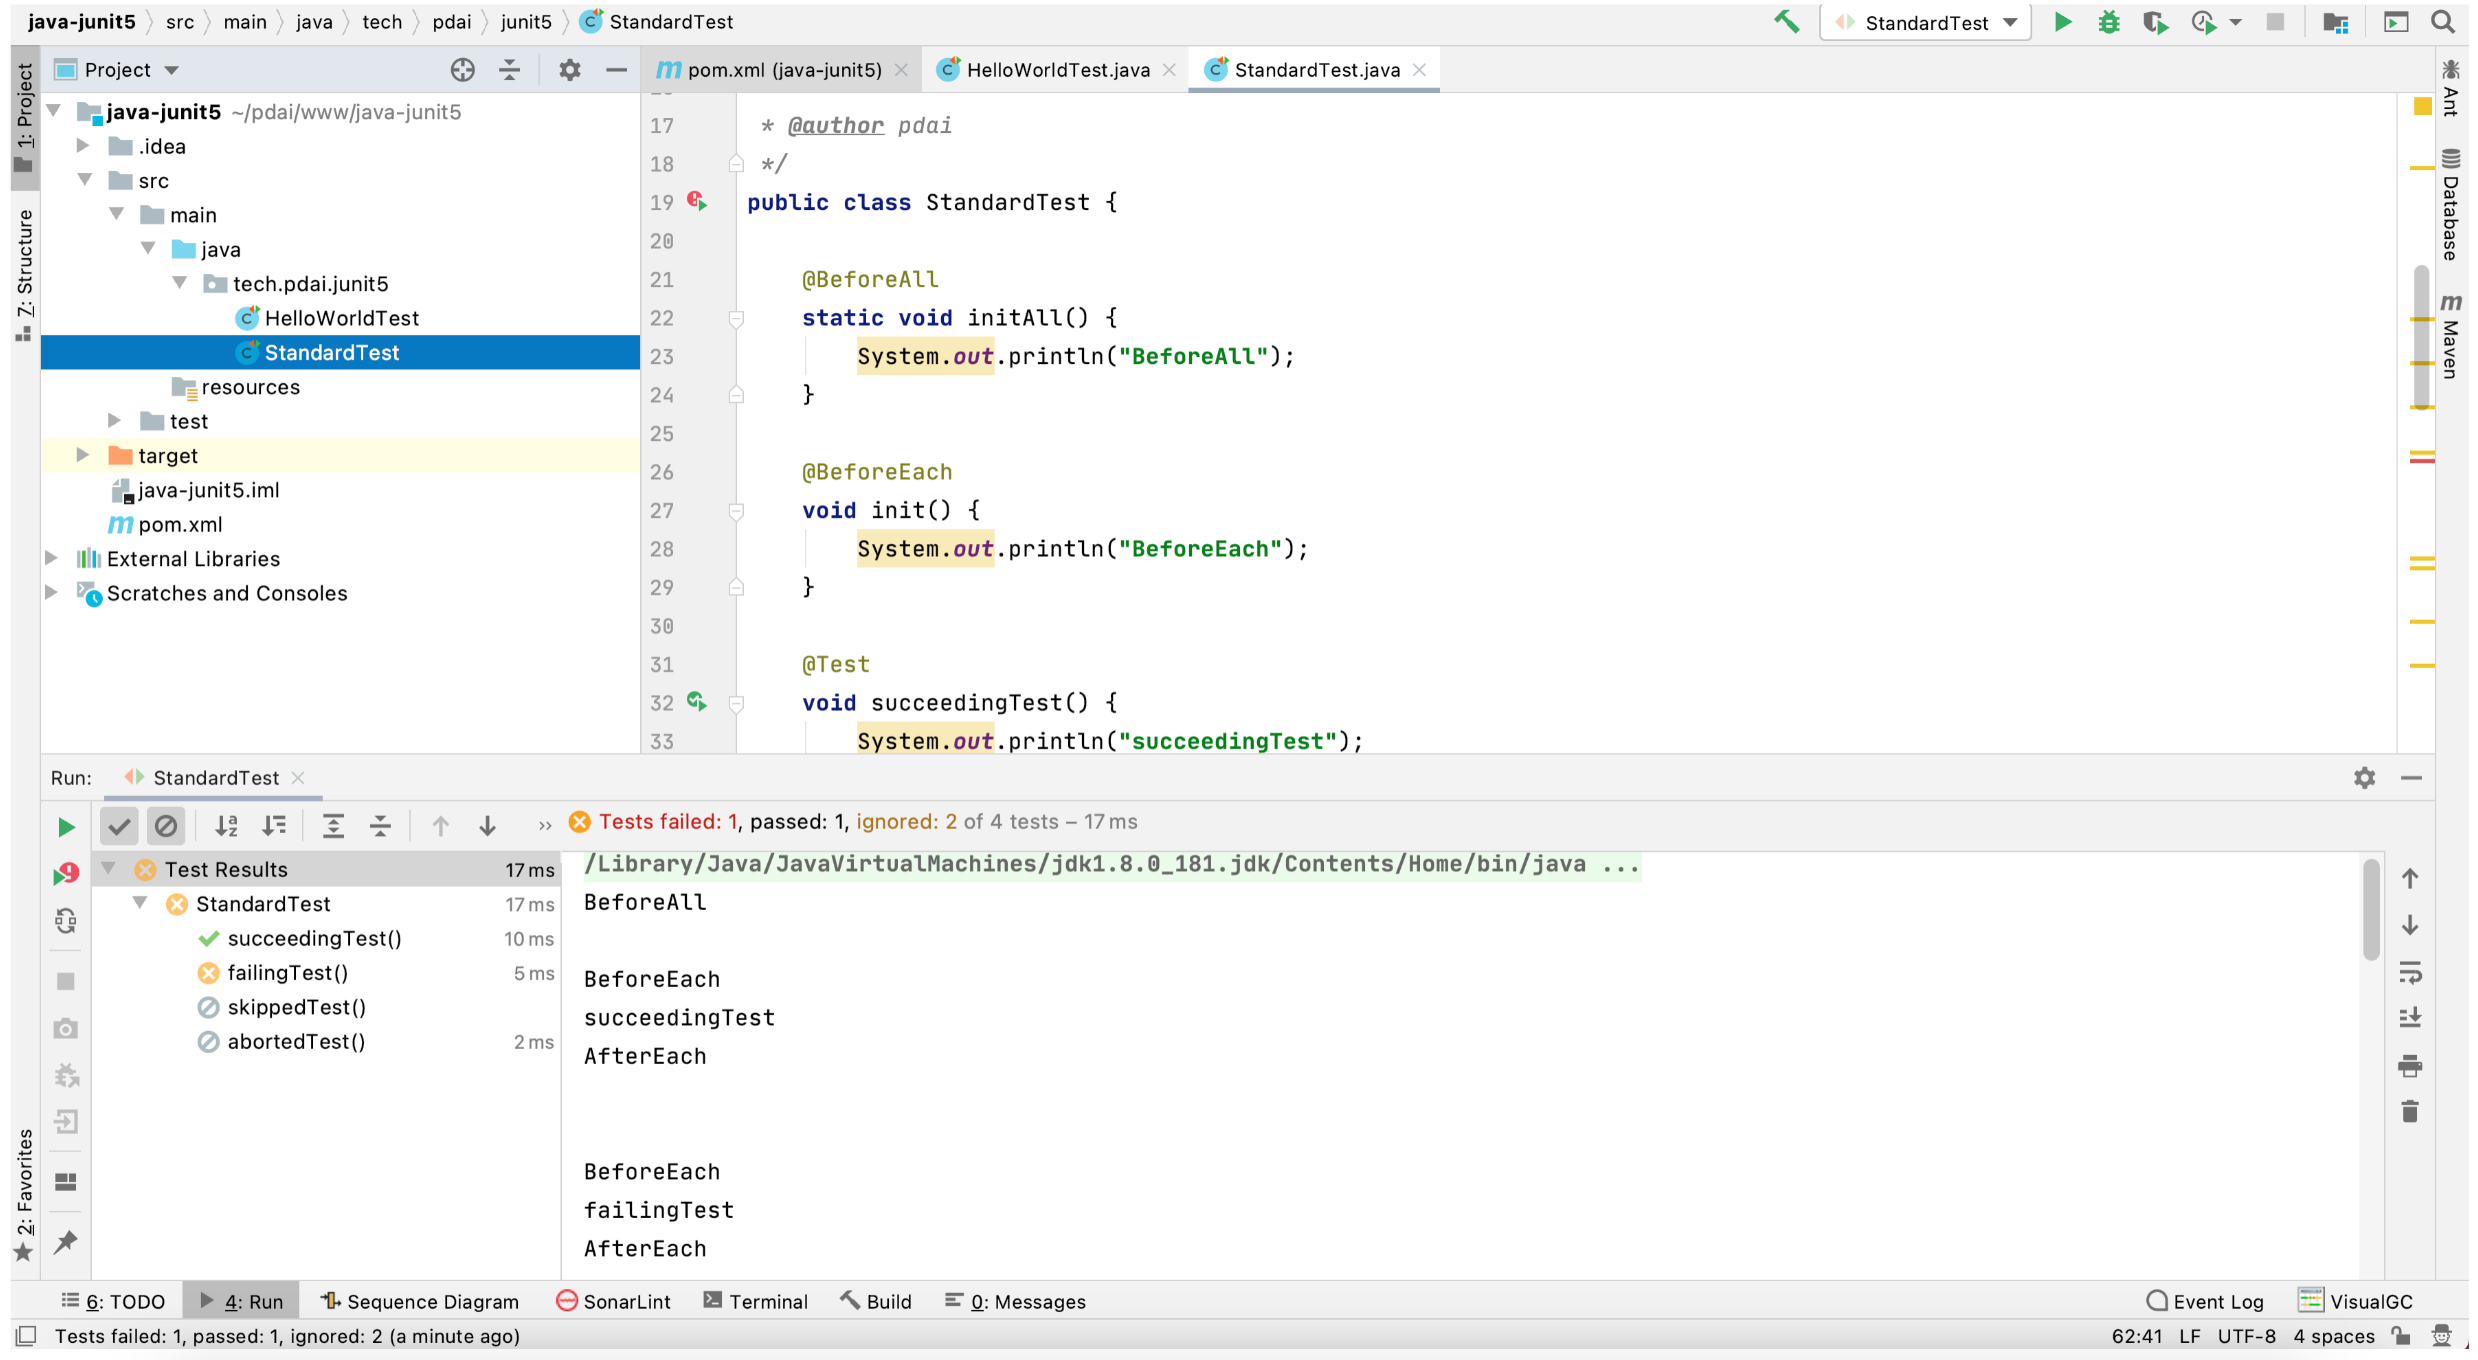 java-junit5 src main java tech pdai junit5 StandardTest
StandardTest
1: Project
7: Structure
2: Favorites
Project
java-junit5 ~/pdai/www/java-junit5
.idea
src
main
java
tech.pdai.junit5
HelloWorldTest
StandardTest
resources
test
target
java-junit5.iml
pom.xml
External Libraries
Scratches and Consoles
pom.xml (java-junit5) HelloWorldTest.java StandardTest.java
17 * @author pdai
18 */
19 public class StandardTest {
20
21 @BeforeAll
22 static void initAll() {
23 System.out.println("BeforeAll");
24 }
25
26 @BeforeEach
27 void init() {
28 System.out.println("BeforeEach");
29 }
30
31 @Test
32 void succeedingTest() {
33 System.out.println("succeedingTest");
Ant
Database
Maven
Run: StandardTest
Tests failed: 1, passed: 1, ignored: 2 of 4 tests – 17 ms
Test Results 17 ms
StandardTest 17 ms
succeedingTest() 10 ms
failingTest() 5 ms
skippedTest()
abortedTest() 2 ms
/Library/Java/JavaVirtualMachines/jdk1.8.0_181.jdk/Contents/Home/bin/java ...
BeforeAll
BeforeEach
succeedingTest
AfterEach
BeforeEach
failingTest
AfterEach
6: TODO 4: Run Sequence Diagram SonarLint Terminal Build 0: Messages Event Log VisualGC
Tests failed: 1, passed: 1, ignored: 2 (a minute ago) 62:41 LF UTF-8 4 spaces